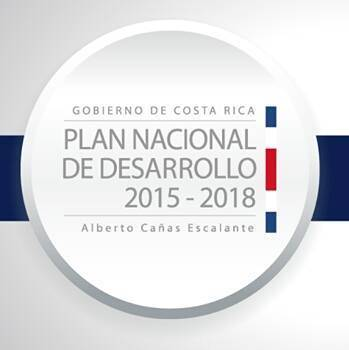 GOBIERNO DE COSTA RICA
PLAN NACIONAL
DE DESARROLLO
2015 - 2018
Alberto Cañas Escalante